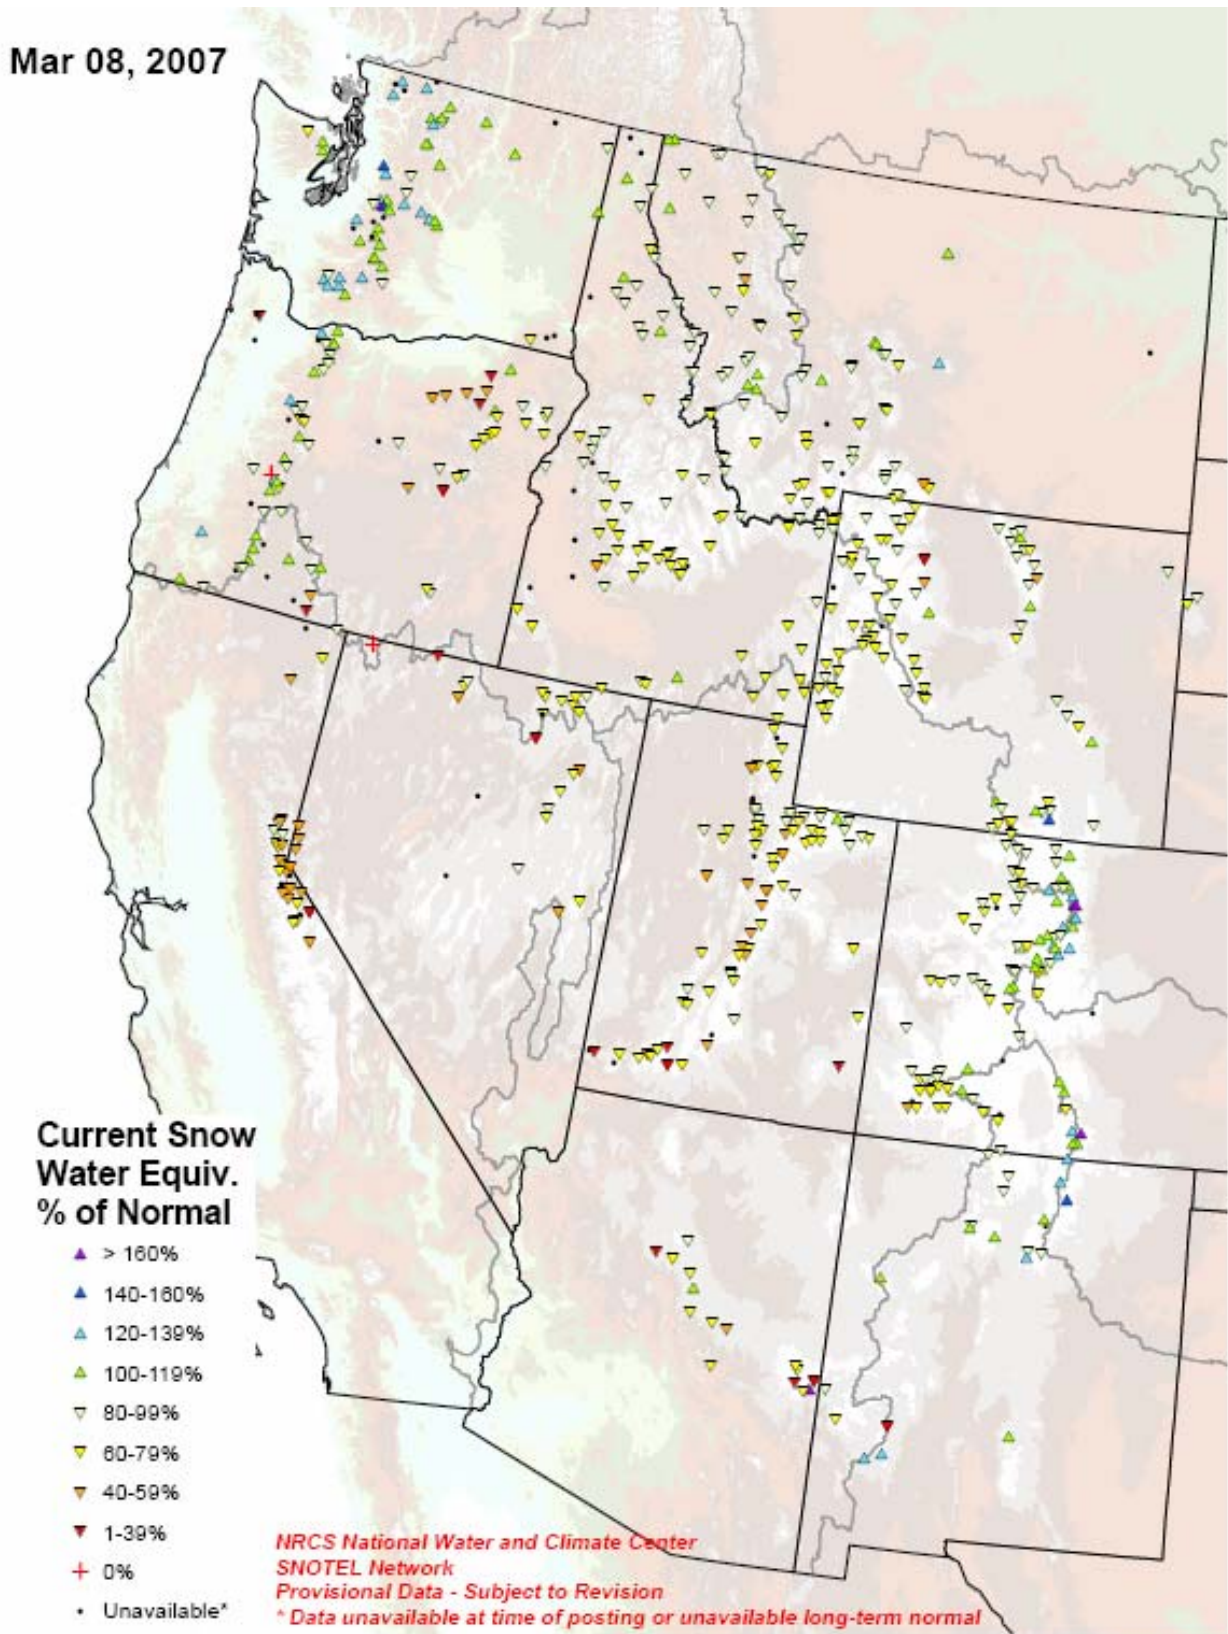 Mar 08, 2007
Current Snow
Water Equiv.
% of Normal
> 160%
140-160%
120-139%
100-119%
80-99%
60-79%
40-59%
1-39%
0%
Unavailable*
NRCS National Water and Climate Center
SNOTEL Network
Provisional Data - Subject to Revision
* Data unavailable at time of posting or unavailable long-term normal